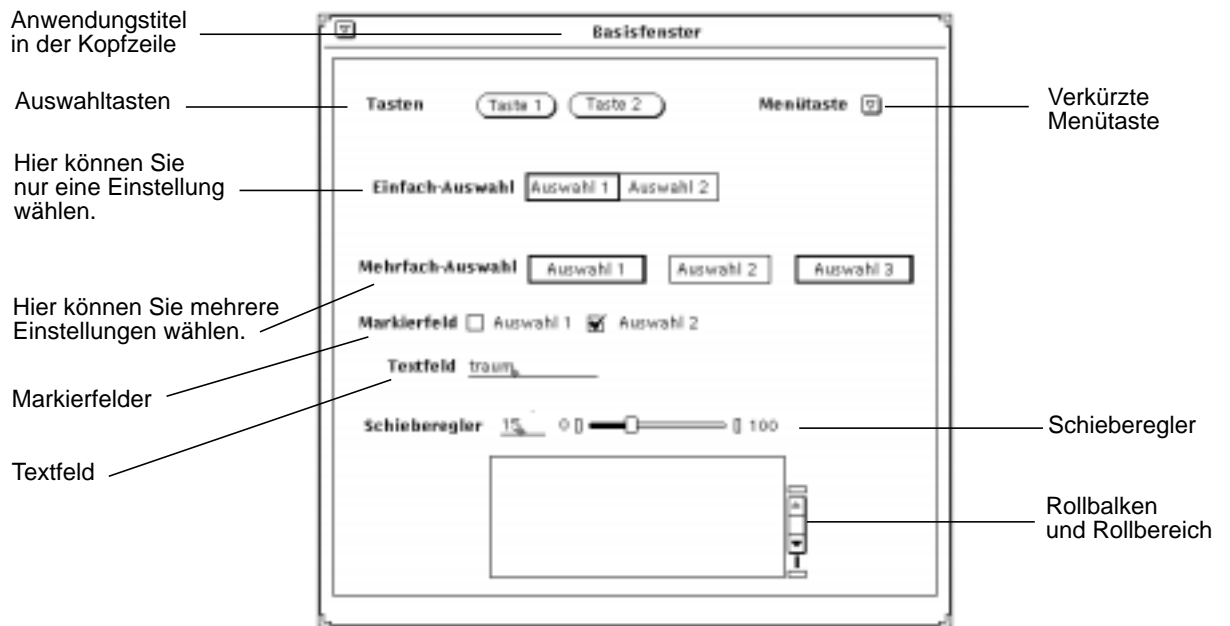 Anwendungstitel
in der Kopfzeile
Basisfenster
Auswahltasten
Tasten Taste 1 Taste 2 Menütaste
Verkürzte
Menütaste
Hier können Sie
nur eine Einstellung
wählen.
Einfach-Auswahl Auswahl 1 Auswahl 2
Mehrfach-Auswahl Auswahl 1 Auswahl 2 Auswahl 3
Hier können Sie mehrere
Einstellungen wählen.
Markierfeld Auswahl 1 Auswahl 2
Textfeld traum
Markierfelder
Schieberegler 15 0 100
Schieberegler
Textfeld
Rollbalken
und Rollbereich